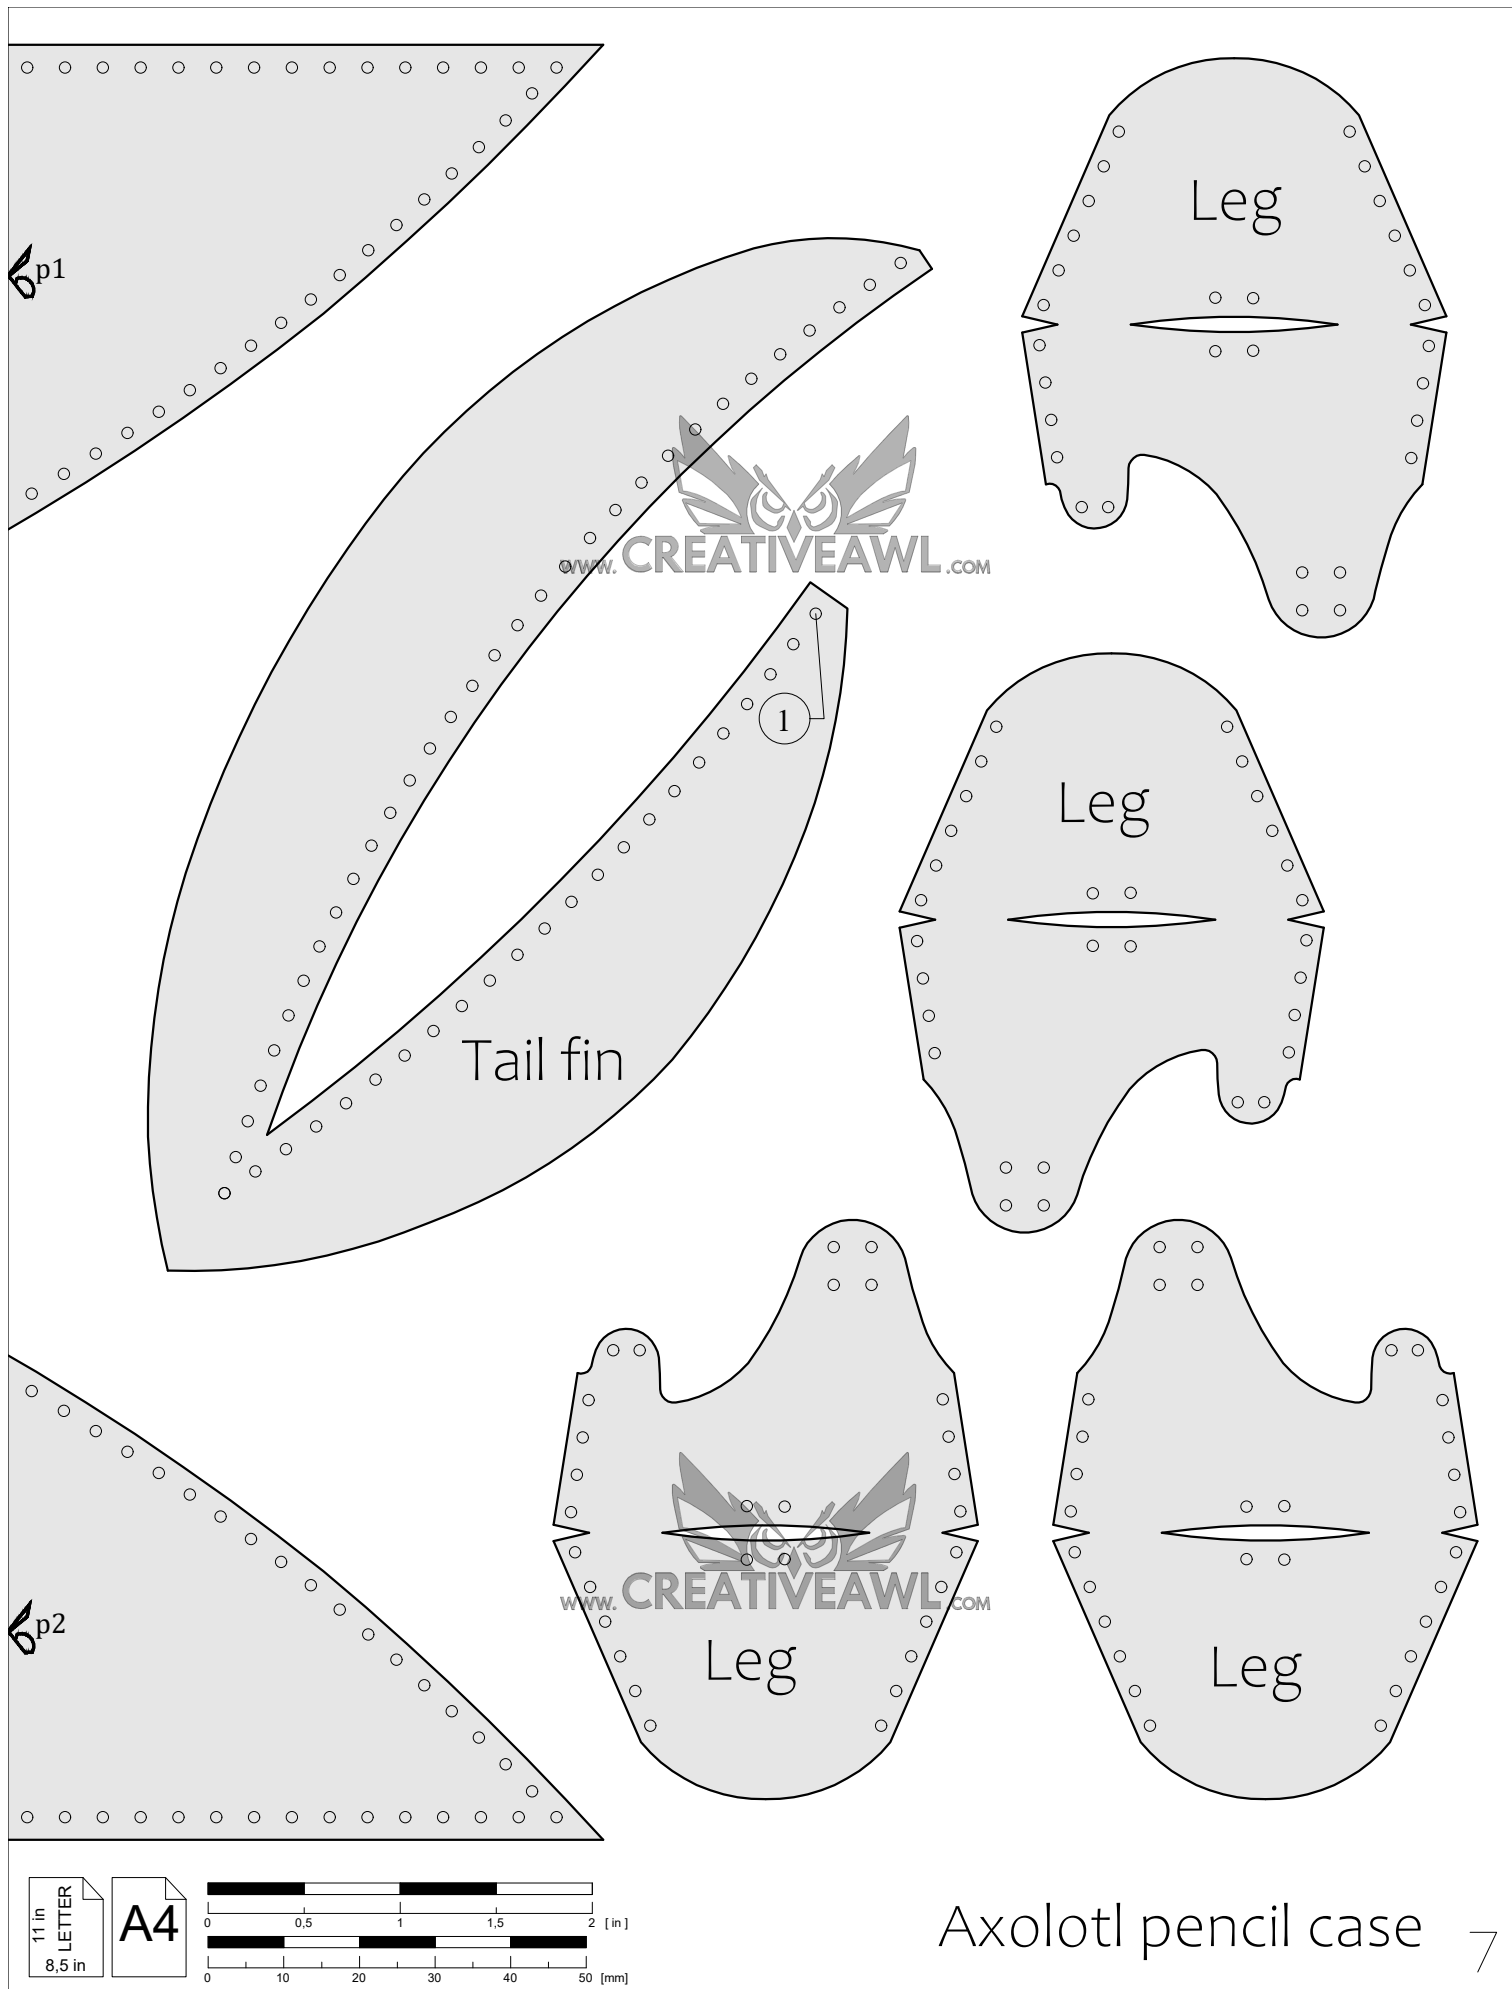 Leg
p1
WWW. CREATIVEAWL .COM
1
Leg
Tail fin
p2
WWW. CREATIVEAWL .COM
Leg
Leg
11 in
LETTER
8,5 in
A4
0 0,5 1 1,5 2 [ in ]
0 10 20 30 40 50 [mm]
Axolotl pencil case
7